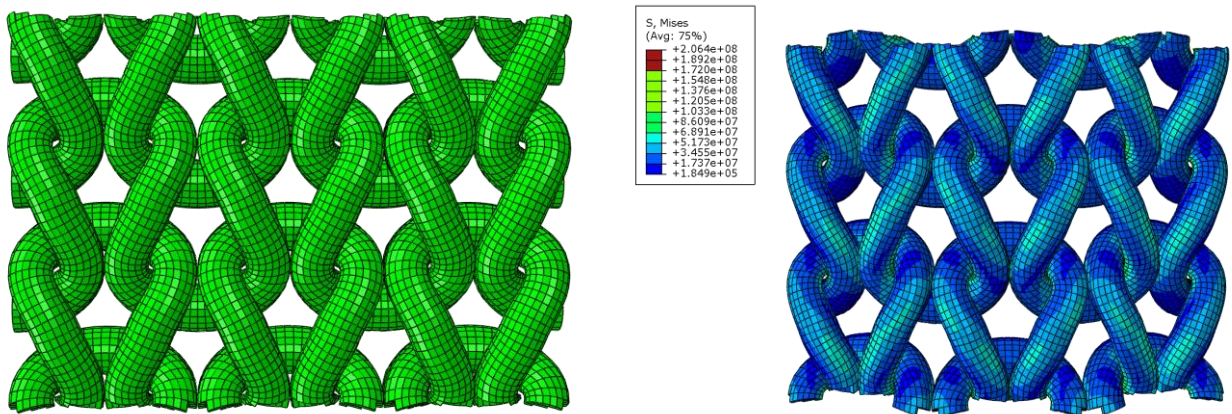 S, Mises
(Avg: 75%)
+2.064e+08
+1.892e+08
+1.720e+08
+1.548e+08
+1.376e+08
+1.205e+08
+1.033e+08
+8.609e+07
+6.891e+07
+5.173e+07
+3.455e+07
+1.737e+07
+1.849e+05